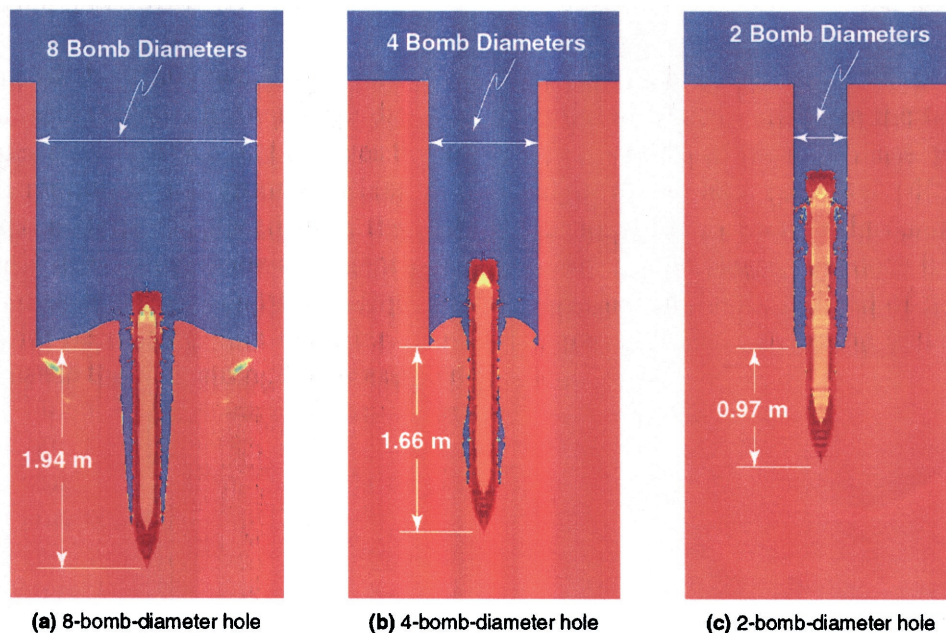 8 Bomb Diameters
1.94 m
(a) 8-bomb-diameter hole
4 Bomb Diameters
1.66 m
(b) 4-bomb-diameter hole
2 Bomb Diameters
0.97 m
(c) 2-bomb-diameter hole